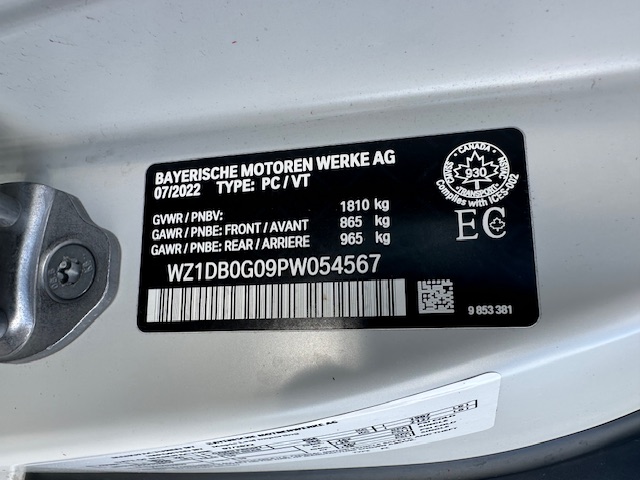 BAYERISCHE MOTOREN WERKE AG
07/2022 TYPE: PC/VT
GVWR / PNBV: 1810 kg
GAWR / PNBE: FRONT / AVANT 865 kg
GAWR / PNBE: REAR / ARRIERE 965 kg
WZ1DB0G09PW054567
CANADA
930
TRANSPORT
Complies with ICES-002
EC
9 853 381